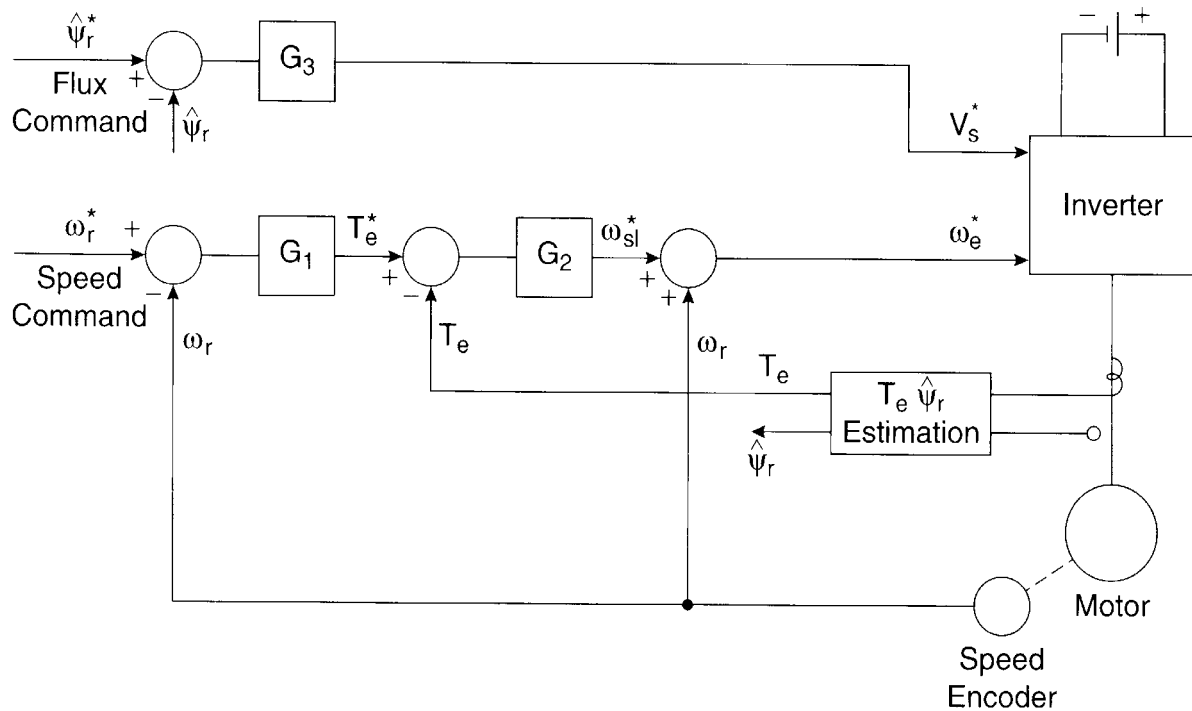 ψ̂r*
+
−
Flux
Command
ψ̂r
G3
Vs*
− +
Inverter
ωr*
+
−
Speed
Command
ωr
G1
Te*
+
−
Te
G2
ωsl*
+
+
ωr
ωe*
Te
Te ψ̂r
Estimation
ψ̂r
Motor
Speed
Encoder